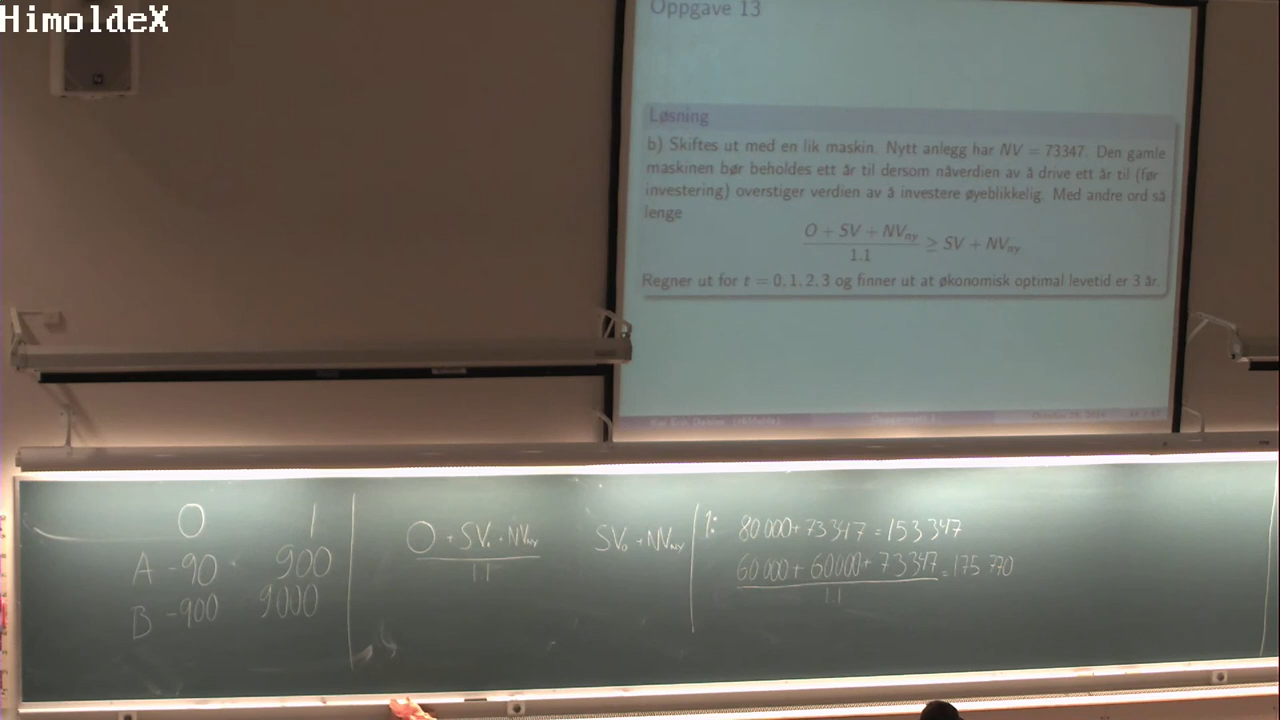 HimoldeX
Oppgave 13
Løsning
b) Skiftes ut med en lik maskin. Nytt anlegg har NV = 73347. Den gamle
maskinen bør beholdes ett år til dersom nåverdien av å drive ett år til (før
investering) overstiger verdien av å investere øyeblikkelig. Med andre ord så
lenge
O + SV + NVny
1.1
≥ SV + NVny
Regner ut for t = 0, 1, 2, 3 og finner ut at økonomisk optimal levetid er 3 år.
0 1
A -90 900
B -900 9000
O + SV₁ + NVny
1.1
SV₀ + NVny
1: 80 000 + 73 347 = 153 347
60 000 + 60 000 + 73 347 = 175 770
1.1